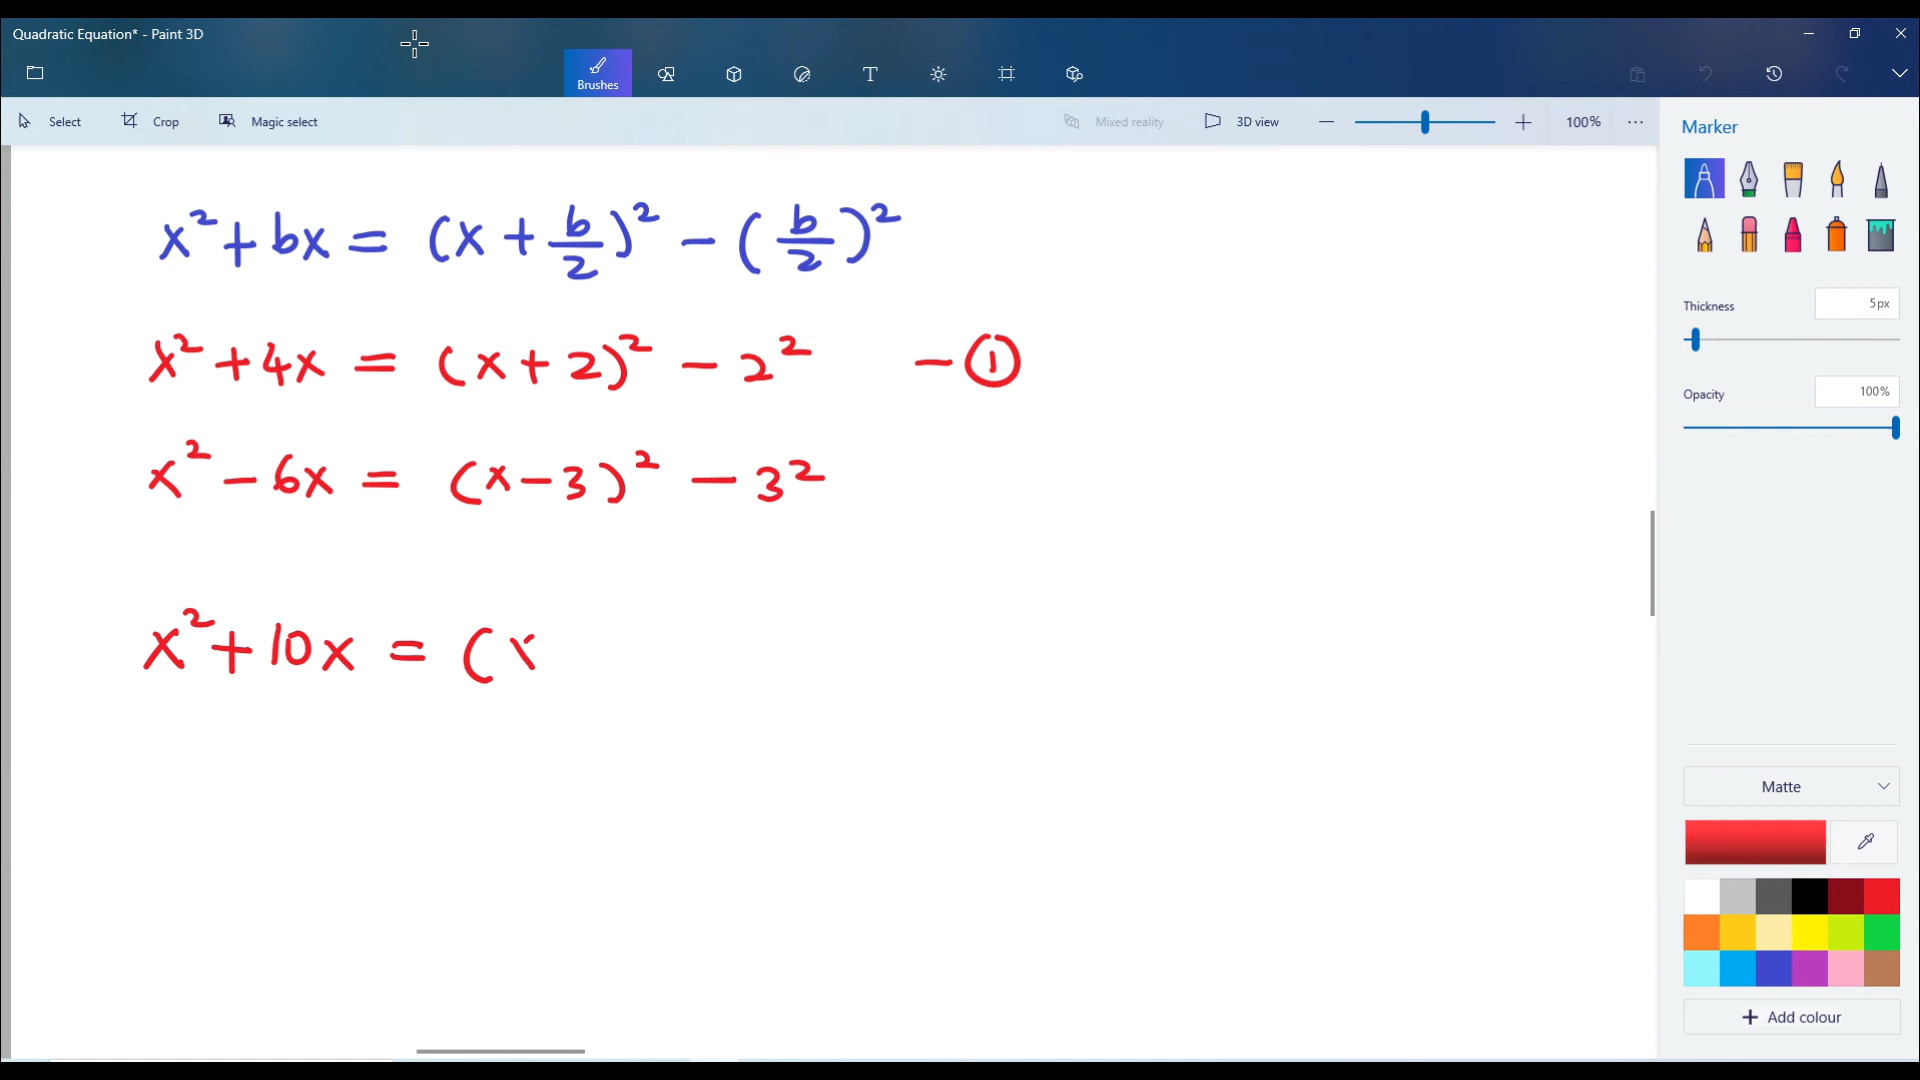 Quadratic Equation* - Paint 3D
Brushes
Select Crop Magic select Mixed reality 3D view 100%
Marker
x² + bx = (x + b/2)² - (b/2)²
Thickness 5px
x² + 4x = (x + 2)² - 2² - ①
Opacity 100%
x² - 6x = (x - 3)² - 3²
x² + 10x = (x
Matte
Add colour